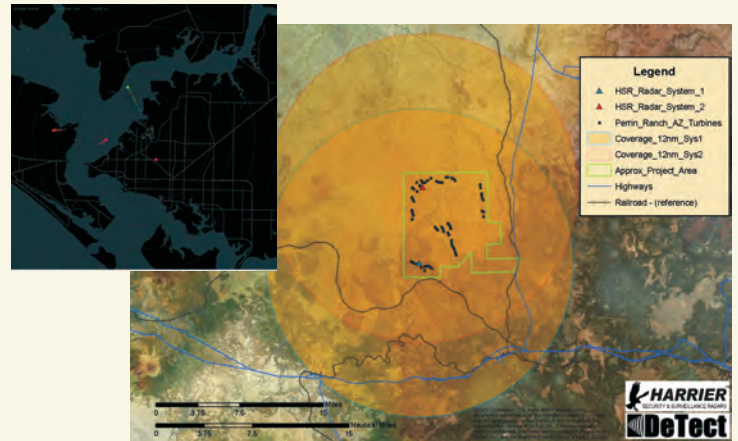 Legend
HSR_Radar_System_1
HSR_Radar_System_2
Perrin_Ranch_AZ_Turbines
Coverage_12nm_Sys1
Coverage_12nm_Sys2
Approx_Project_Area
Highways
Railroad - (reference)
Miles
0 3.75 7.5 15
Nautical Miles
0 3.75 7.5 15
HARRIER
SECURITY & SURVEILLANCE RADARS
DeTect